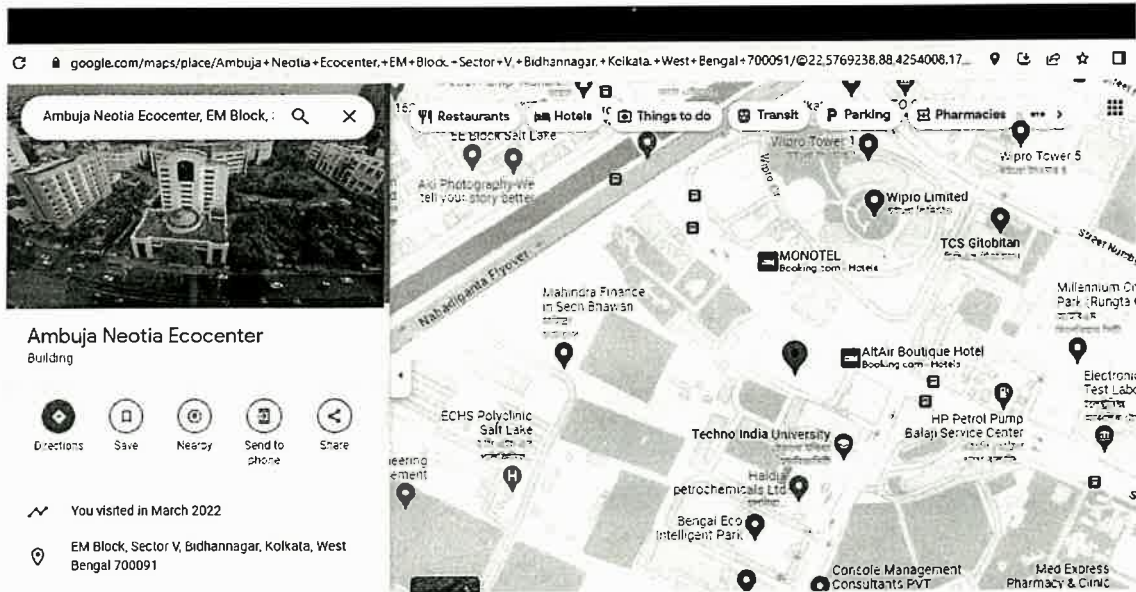 google.com/maps/place/Ambuja+Neotia+Ecocenter,+EM+Block,+Sector+V,+Bidhannagar,+Kolkata,+West+Bengal+700091/@22.5769238,88.4254008,17...
Ambuja Neotia Ecocenter, EM Block,
Restaurants
Hotels
Things to do
Transit
Parking
Pharmacies
Ambuja Neotia Ecocenter
Building
Directions
Save
Nearby
Send to
phone
Share
You visited in March 2022
EM Block, Sector V, Bidhannagar, Kolkata, West
Bengal 700091
EE Block Salt Lake
Aki Photography-We
tell your story better
Wipro Tower 1
Wipro Tower 5
Wipro Limited
TCS Gitobitan
MONOTEL
Booking.com - Hotels
Nabadiganta Flyover
Mahindra Finance
in Sech Bhawan
Millennium
Park (Rungta
AltAir Boutique Hotel
Booking.com - Hotels
Test
ECHS Polyclinic
Salt Lake
HP Petrol Pump
Balaji Service Center
Techno India University
Haldia
petrochemicals Ltd
Bengal Eco
Intelligent Park
Console Management
Consultants PVT
Med Express
Pharmacy & Clinic